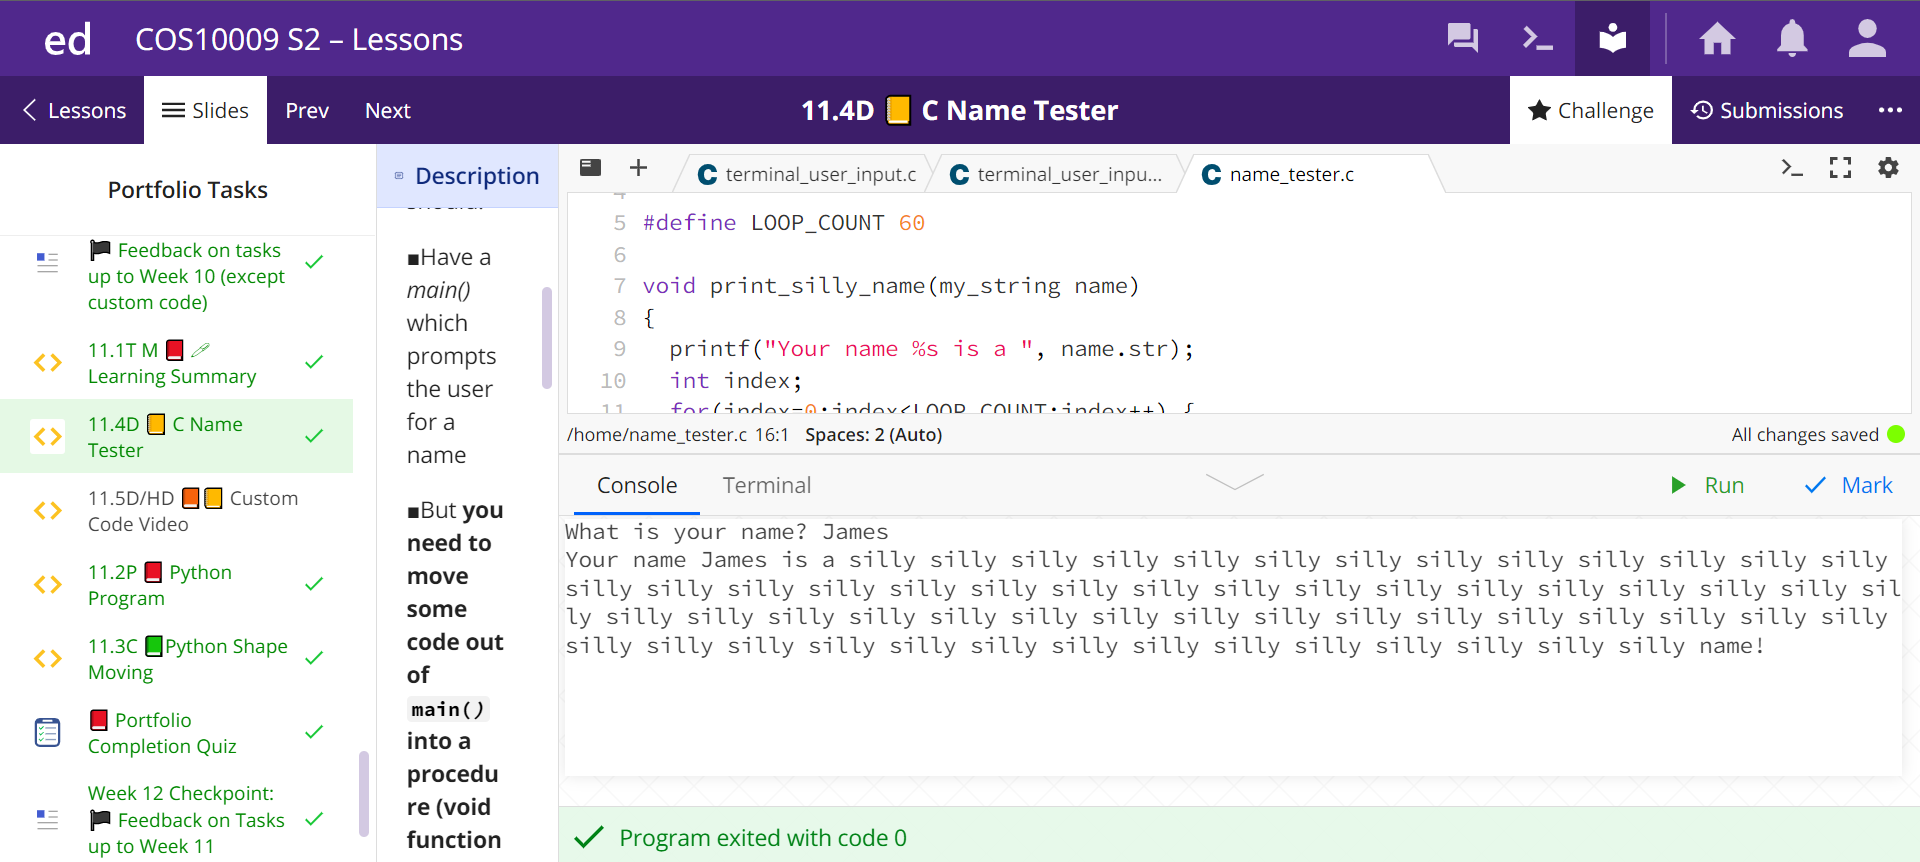 ed COS10009 S2 – Lessons
Lessons Slides Prev Next 11.4D C Name Tester Challenge Submissions
Portfolio Tasks
Feedback on tasks
up to Week 10 (except
custom code)
11.1T M
Learning Summary
11.4D C Name
Tester
11.5D/HD Custom
Code Video
11.2P Python
Program
11.3C Python Shape
Moving
Portfolio
Completion Quiz
Week 12 Checkpoint:
Feedback on Tasks
up to Week 11
Description
should:
■Have a
main()
which
prompts
the user
for a
name
■But you
need to
move
some
code out
of
main()
into a
procedu
re (void
function
terminal_user_input.c terminal_user_inpu... name_tester.c
4
5 #define LOOP_COUNT 60
6
7 void print_silly_name(my_string name)
8 {
9 printf("Your name %s is a ", name.str);
10 int index;
11 for(index=0;index<LOOP_COUNT;index++) {
/home/name_tester.c 16:1 Spaces: 2 (Auto) All changes saved
Console Terminal Run Mark
What is your name? James
Your name James is a silly silly silly silly silly silly silly silly silly silly silly silly silly
silly silly silly silly silly silly silly silly silly silly silly silly silly silly silly silly sil
ly silly silly silly silly silly silly silly silly silly silly silly silly silly silly silly silly
silly silly silly silly silly silly silly silly silly silly silly silly silly silly name!
Program exited with code 0